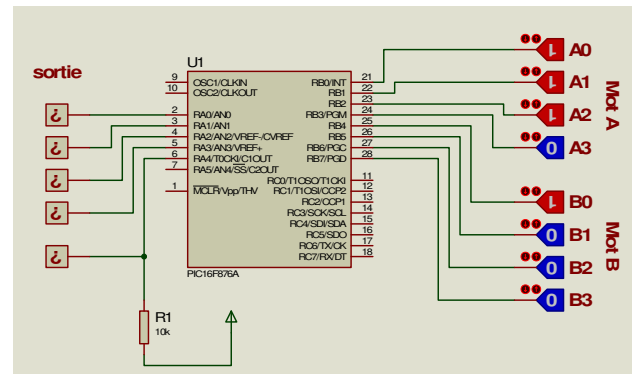 sortie
U1
9 OSC1/CLKIN
10 OSC2/CLKOUT
2 RA0/AN0
3 RA1/AN1
4 RA2/AN2/VREF-/CVREF
5 RA3/AN3/VREF+
6 RA4/T0CKI/C1OUT
7 RA5/AN4/SS/C2OUT
1 MCLR/Vpp/THV
RB0/INT 21
RB1 22
RB2 23
RB3/PGM 24
RB4 25
RB5 26
RB6/PGC 27
RB7/PGD 28
RC0/T1OSO/T1CKI 11
RC1/T1OSI/CCP2 12
RC2/CCP1 13
RC3/SCK/SCL 14
RC4/SDI/SDA 15
RC5/SDO 16
RC6/TX/CK 17
RC7/RX/DT 18
PIC16F876A
R1
10k
1 A0
1 A1
1 A2
0 A3
Mot A
1 B0
0 B1
0 B2
0 B3
Mot B
?
?
?
?
?